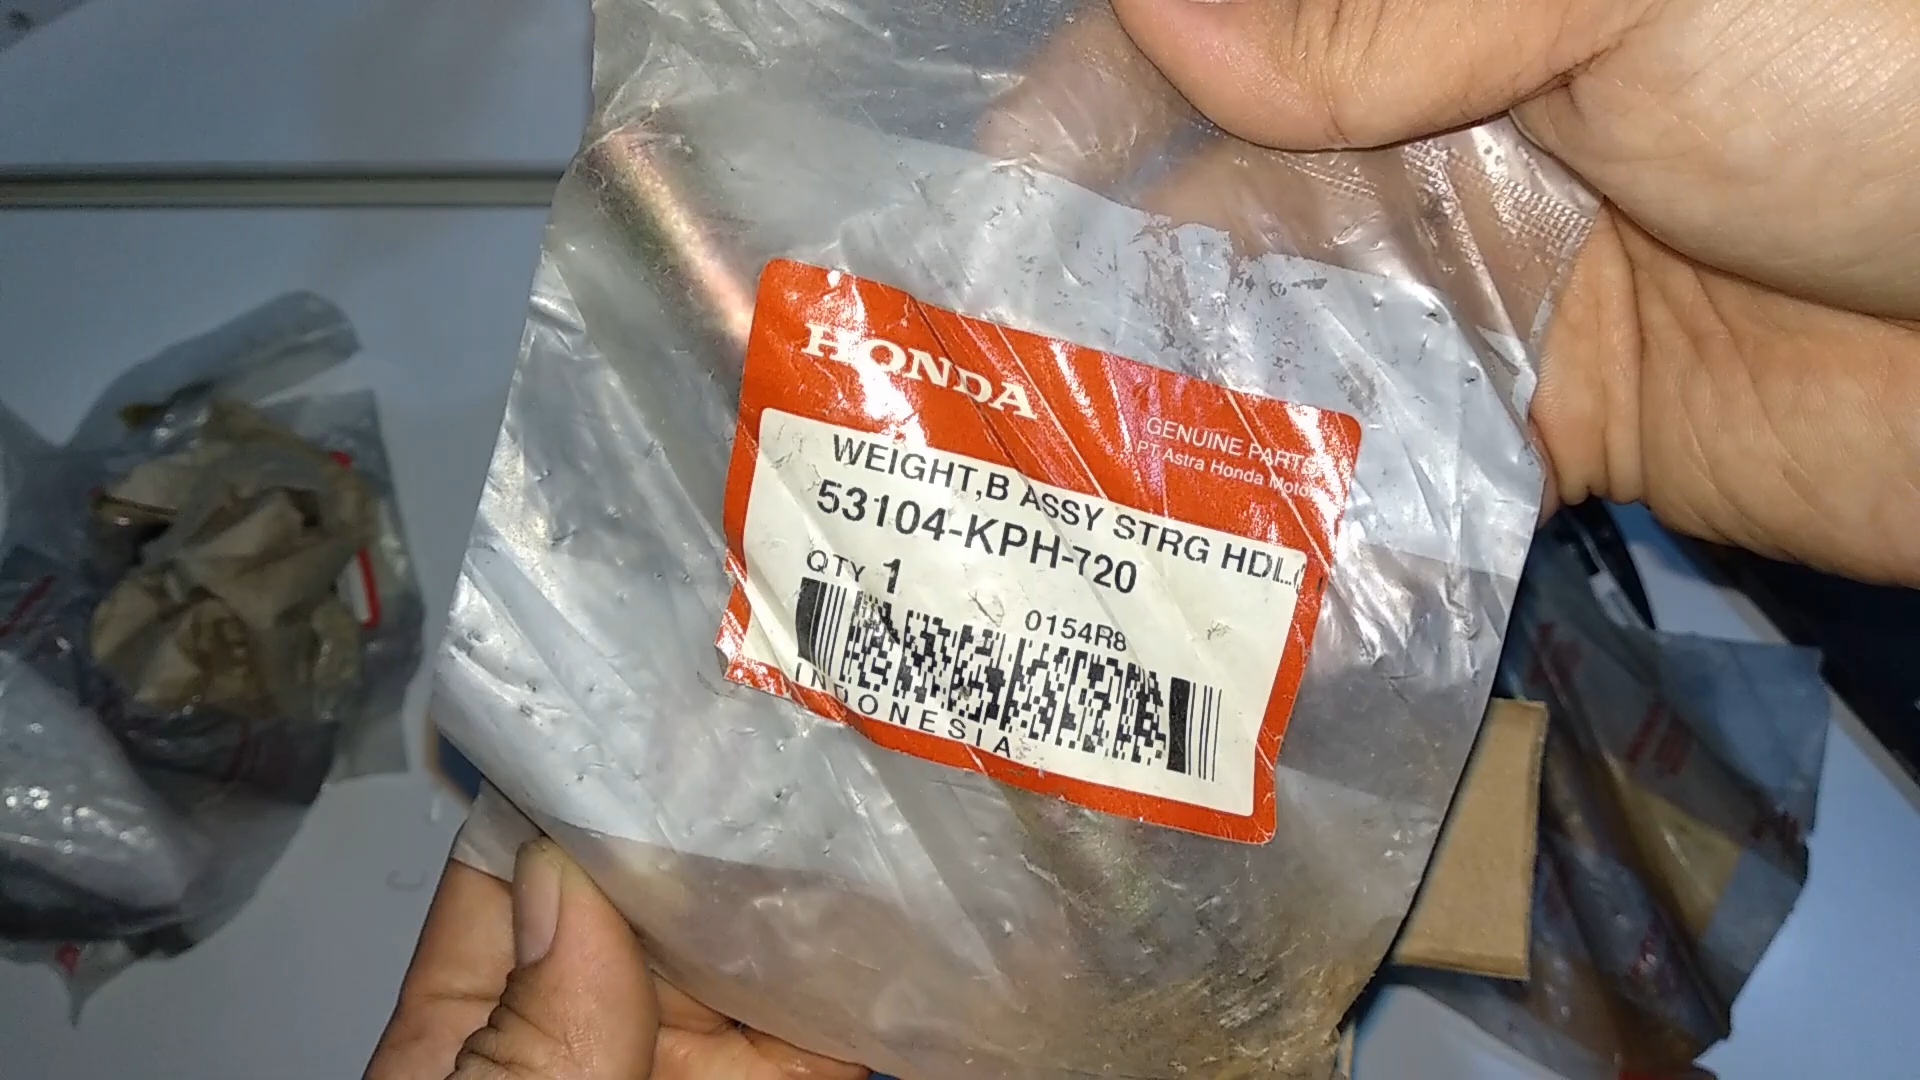 HONDA
GENUINE PARTS
PT Astra Honda Motor
WEIGHT,B ASSY STRG HDL.(
53104-KPH-720
QTY 1
0154R8
INDONESIA